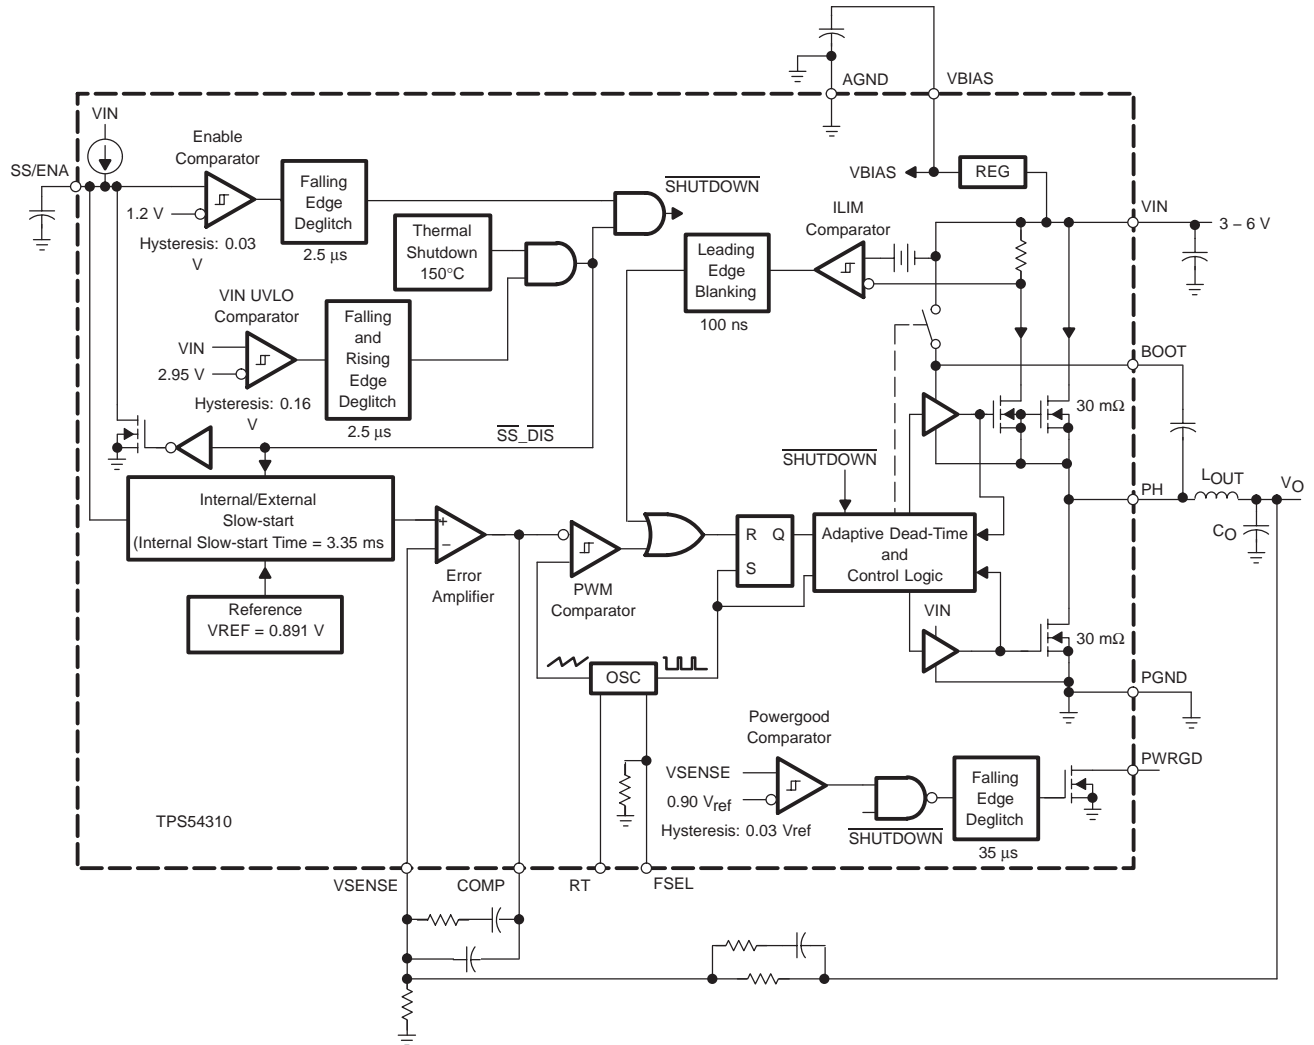 AGND
VBIAS
VIN
SS/ENA
Enable
Comparator
1.2 V
Hysteresis: 0.03
V
Falling
Edge
Deglitch
2.5 µs
SHUTDOWN
VBIAS
REG
Thermal
Shutdown
150°C
Leading
Edge
Blanking
100 ns
ILIM
Comparator
VIN
3 – 6 V
VIN UVLO
Comparator
VIN
2.95 V
Hysteresis: 0.16
V
Falling
and
Rising
Edge
Deglitch
2.5 µs
SS_DIS
BOOT
30 mΩ
SHUTDOWN
PH
LOUT
VO
CO
Internal/External
Slow-start
(Internal Slow-start Time = 3.35 ms
Reference
VREF = 0.891 V
+
−
Error
Amplifier
PWM
Comparator
R Q
S
Adaptive Dead-Time
and
Control Logic
VIN
30 mΩ
OSC
PGND
Powergood
Comparator
VSENSE
0.90 Vref
Hysteresis: 0.03 Vref
SHUTDOWN
Falling
Edge
Deglitch
35 µs
PWRGD
TPS54310
VSENSE
COMP
RT
FSEL